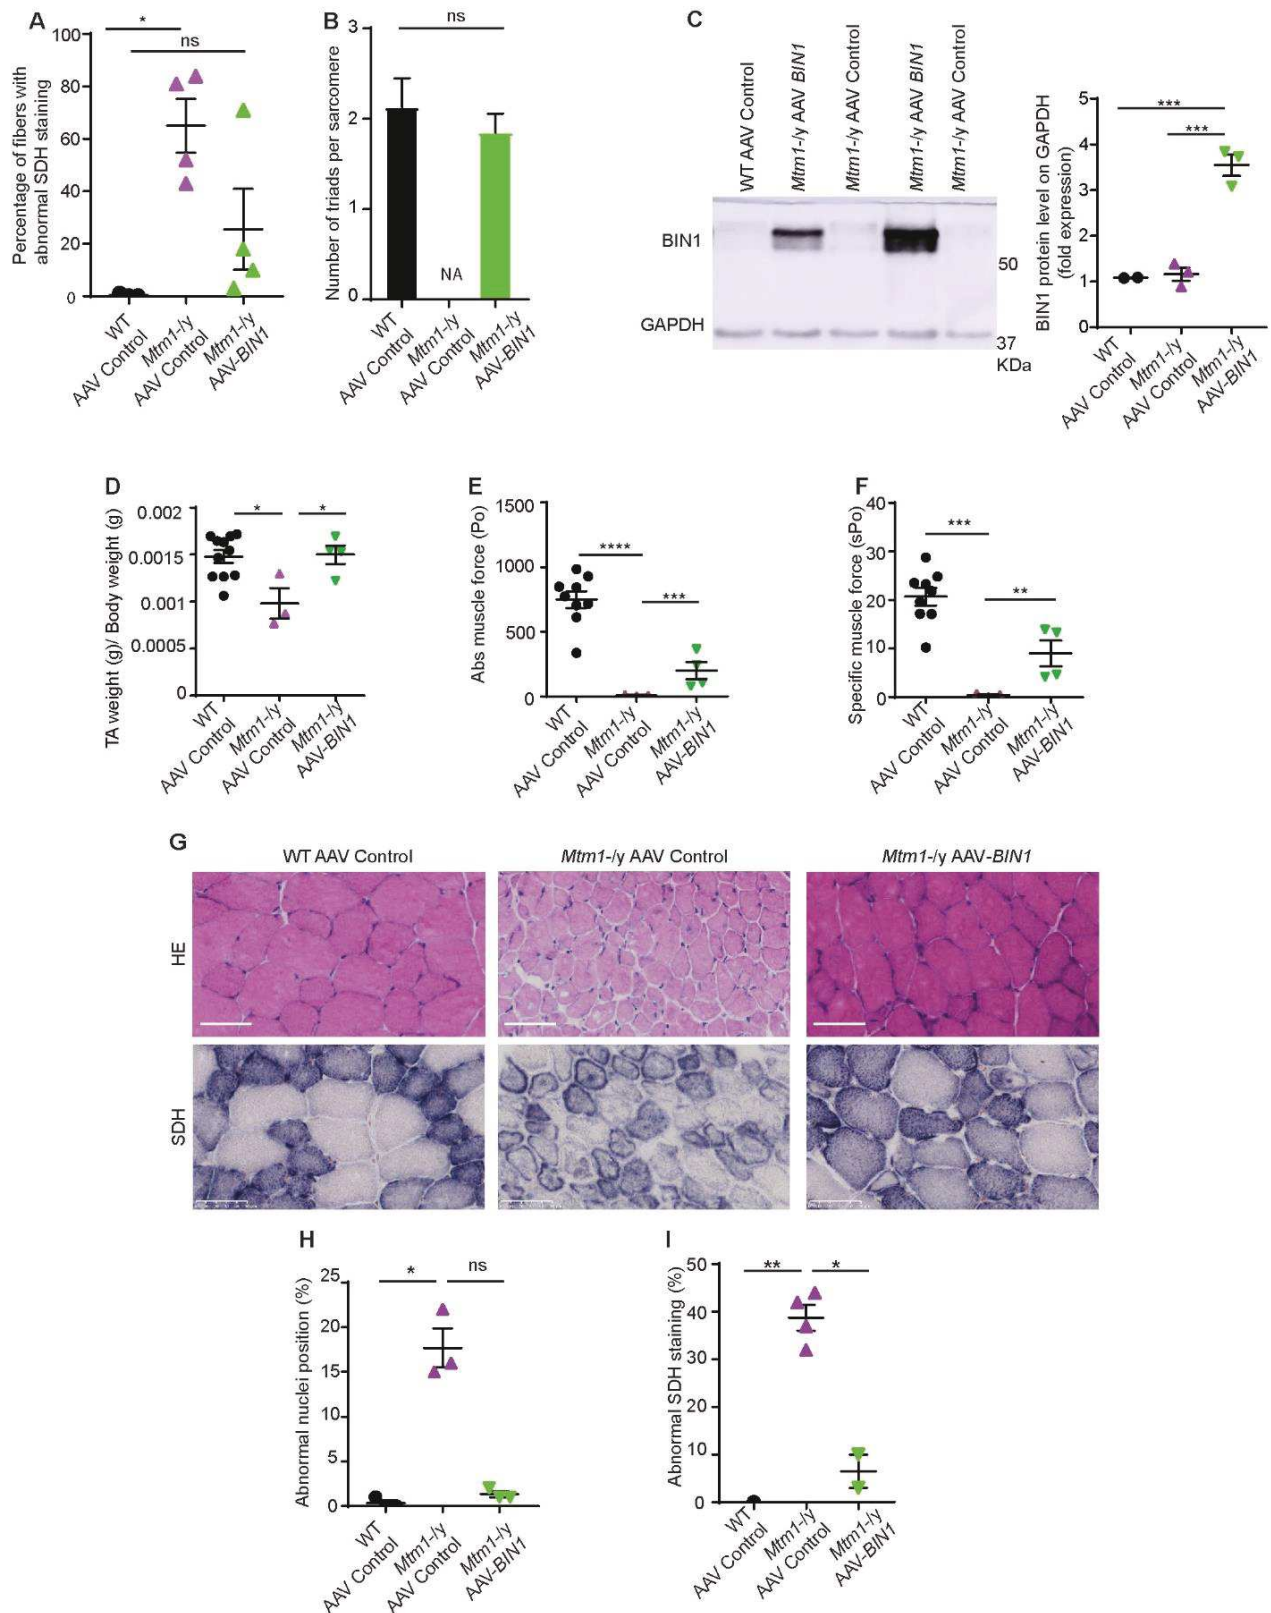 A
Percentage of fibers with
abnormal SDH staining
100
80
60
40
20
0
*
ns
WT
AAV Control
Mtm1-/y
AAV Control
Mtm1-/y
AAV-BIN1
B
Number of triads per sarcomere
3
2
1
0
ns
NA
WT
AAV Control
Mtm1-/y
AAV Control
Mtm1-/y
AAV-BIN1
C
WT AAV Control
Mtm1-/y AAV BIN1
Mtm1-/y AAV Control
Mtm1-/y AAV BIN1
Mtm1-/y AAV Control
BIN1
GAPDH
50
37
KDa
BIN1 protein level on GAPDH
(fold expression)
5
4
3
2
1
0
***
***
WT
AAV Control
Mtm1-/y
AAV Control
Mtm1-/y
AAV-BIN1
D
TA weight (g)/ Body weight (g)
0.002
0.0015
0.001
0.0005
0
*
*
WT
AAV Control
Mtm1-/y
AAV Control
Mtm1-/y
AAV-BIN1
E
Abs muscle force (Po)
1500
1000
500
0
****
***
WT
AAV Control
Mtm1-/y
AAV Control
Mtm1-/y
AAV-BIN1
F
Specific muscle force (sPo)
40
30
20
10
0
***
**
WT
AAV Control
Mtm1-/y
AAV Control
Mtm1-/y
AAV-BIN1
G
WT AAV Control
Mtm1-/y AAV Control
Mtm1-/y AAV-BIN1
HE
SDH
H
Abnormal nuclei position (%)
25
20
15
10
5
0
*
ns
WT
AAV Control
Mtm1-/y
AAV Control
Mtm1-/y
AAV-BIN1
I
Abnormal SDH staining (%)
50
40
30
20
10
0
**
*
WT
AAV Control
Mtm1-/y
AAV Control
Mtm1-/y
AAV-BIN1